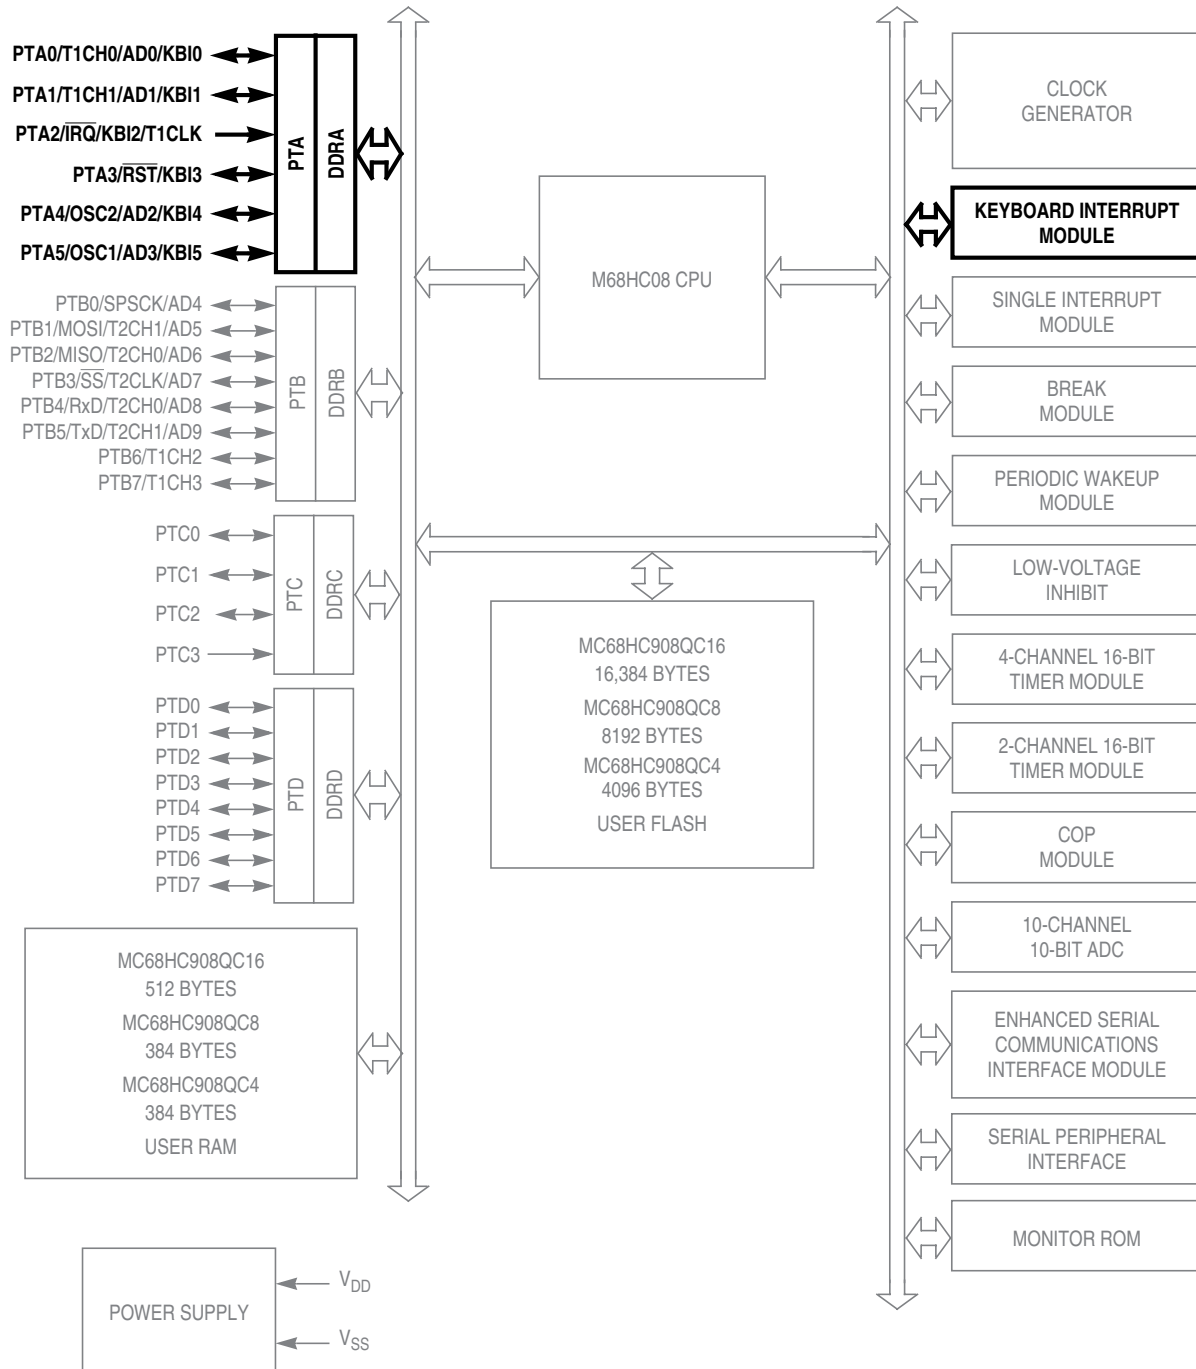 PTA0/T1CH0/AD0/KBI0
PTA1/T1CH1/AD1/KBI1
PTA2/I̅R̅Q̅/KBI2/T1CLK
PTA3/R̅S̅T̅/KBI3
PTA4/OSC2/AD2/KBI4
PTA5/OSC1/AD3/KBI5
PTA
DDRA
PTB0/SPSCK/AD4
PTB1/MOSI/T2CH1/AD5
PTB2/MISO/T2CH0/AD6
PTB3/S̅S̅/T2CLK/AD7
PTB4/RxD/T2CH0/AD8
PTB5/TxD/T2CH1/AD9
PTB6/T1CH2
PTB7/T1CH3
PTB
DDRB
PTC0
PTC1
PTC2
PTC3
PTC
DDRC
PTD0
PTD1
PTD2
PTD3
PTD4
PTD5
PTD6
PTD7
PTD
DDRD
MC68HC908QC16
512 BYTES
MC68HC908QC8
384 BYTES
MC68HC908QC4
384 BYTES
USER RAM
POWER SUPPLY
VDD
VSS
M68HC08 CPU
MC68HC908QC16
16,384 BYTES
MC68HC908QC8
8192 BYTES
MC68HC908QC4
4096 BYTES
USER FLASH
CLOCK
GENERATOR
KEYBOARD INTERRUPT
MODULE
SINGLE INTERRUPT
MODULE
BREAK
MODULE
PERIODIC WAKEUP
MODULE
LOW-VOLTAGE
INHIBIT
4-CHANNEL 16-BIT
TIMER MODULE
2-CHANNEL 16-BIT
TIMER MODULE
COP
MODULE
10-CHANNEL
10-BIT ADC
ENHANCED SERIAL
COMMUNICATIONS
INTERFACE MODULE
SERIAL PERIPHERAL
INTERFACE
MONITOR ROM